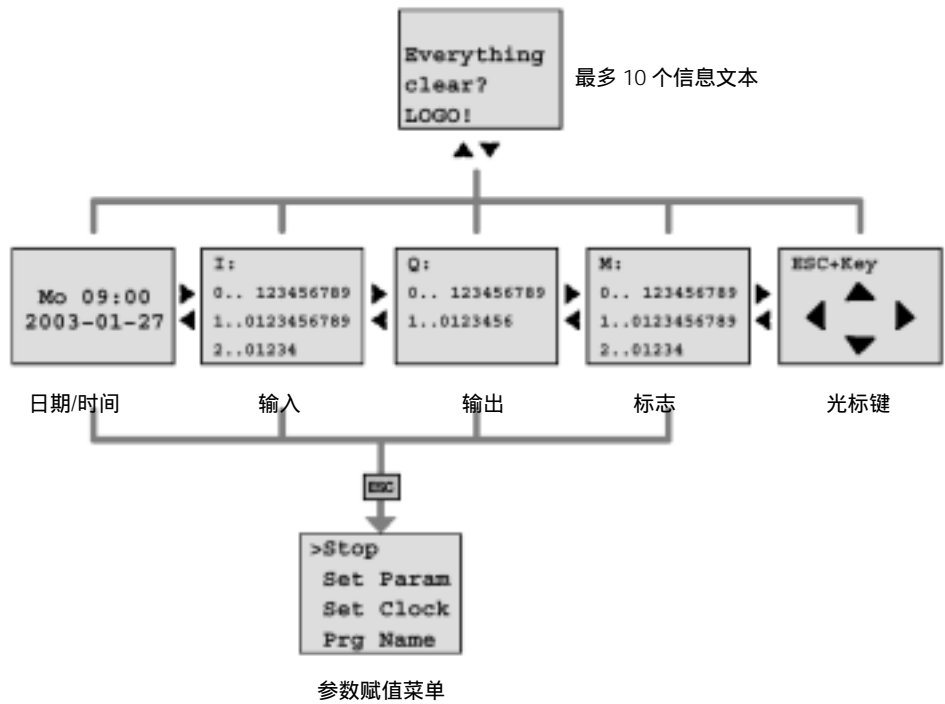 Everything
clear?
LOGO!
最多 10 个信息文本
Mo 09:00
2003-01-27
I:
0.. 123456789
1..0123456789
2..01234
Q:
0.. 123456789
1..0123456
M:
0.. 123456789
1..0123456789
2..01234
ESC+Key
日期/时间
输入
输出
标志
光标键
ESC
>Stop
Set Param
Set Clock
Prg Name
参数赋值菜单